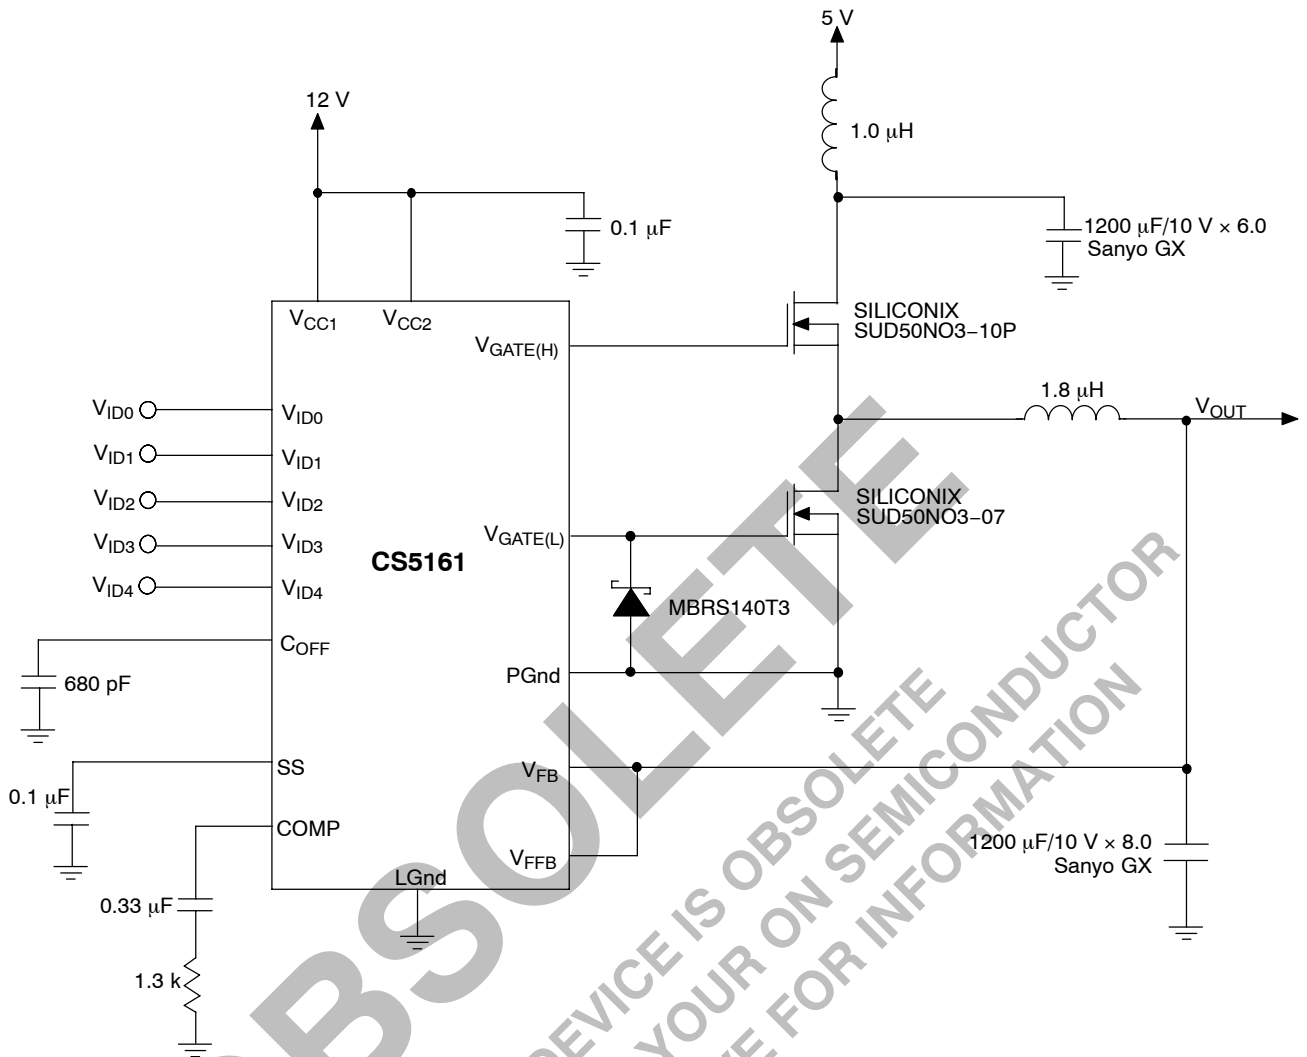 5 V
12 V
1.0 μH
0.1 μF
1200 μF/10 V × 6.0
Sanyo GX
VCC1
VCC2
VGATE(H)
SILICONIX
SUD50NO3−10P
VID0
VID0
VID1
VID1
VID2
VID2
VID3
VID3
VID4
VID4
1.8 μH
VOUT
CS5161
VGATE(L)
SILICONIX
SUD50NO3−07
MBRS140T3
COFF
680 pF
PGnd
SS
0.1 μF
VFB
COMP
VFFB
1200 μF/10 V × 8.0
Sanyo GX
LGnd
0.33 μF
1.3 k
OBSOLETE
DEVICE IS OBSOLETE
YOUR ON SEMICONDUCTOR
FOR INFORMATION